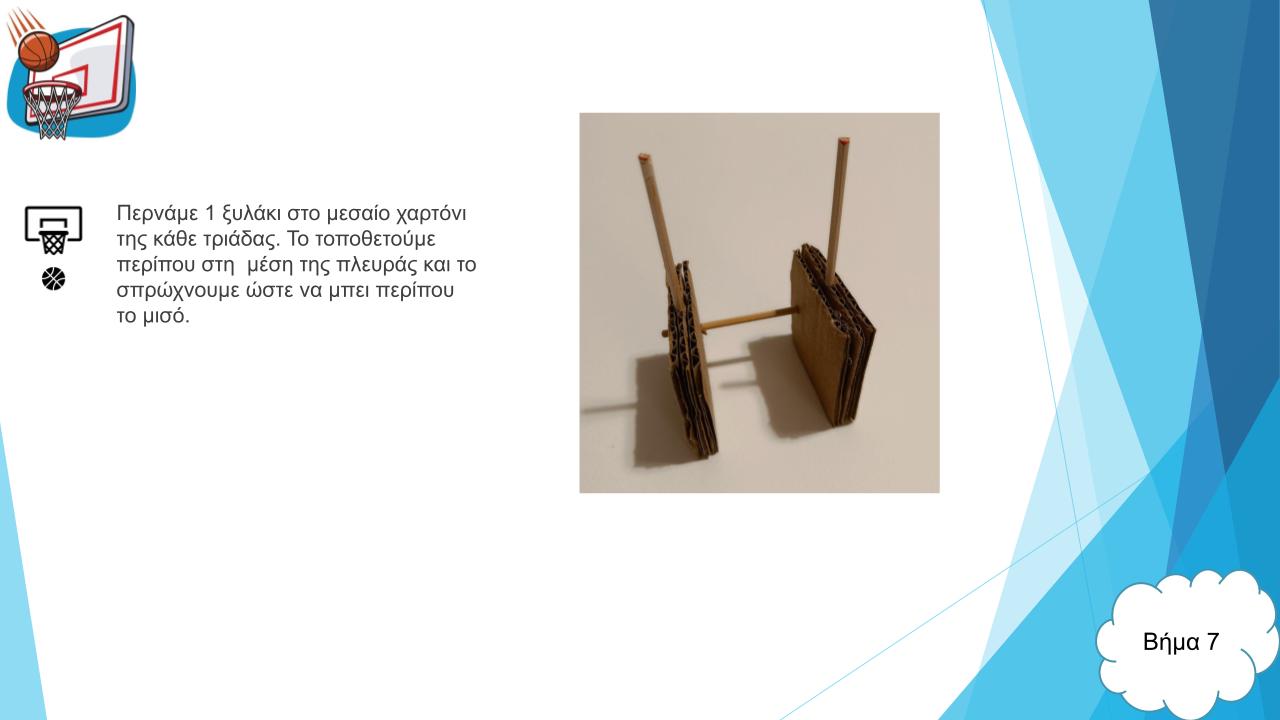 Περνάμε 1 ξυλάκι στο μεσαίο χαρτόνι
της κάθε τριάδας. Το τοποθετούμε
περίπου στη  μέση της πλευράς και το
σπρώχνουμε ώστε να μπει περίπου
το μισό.
Βήμα 7